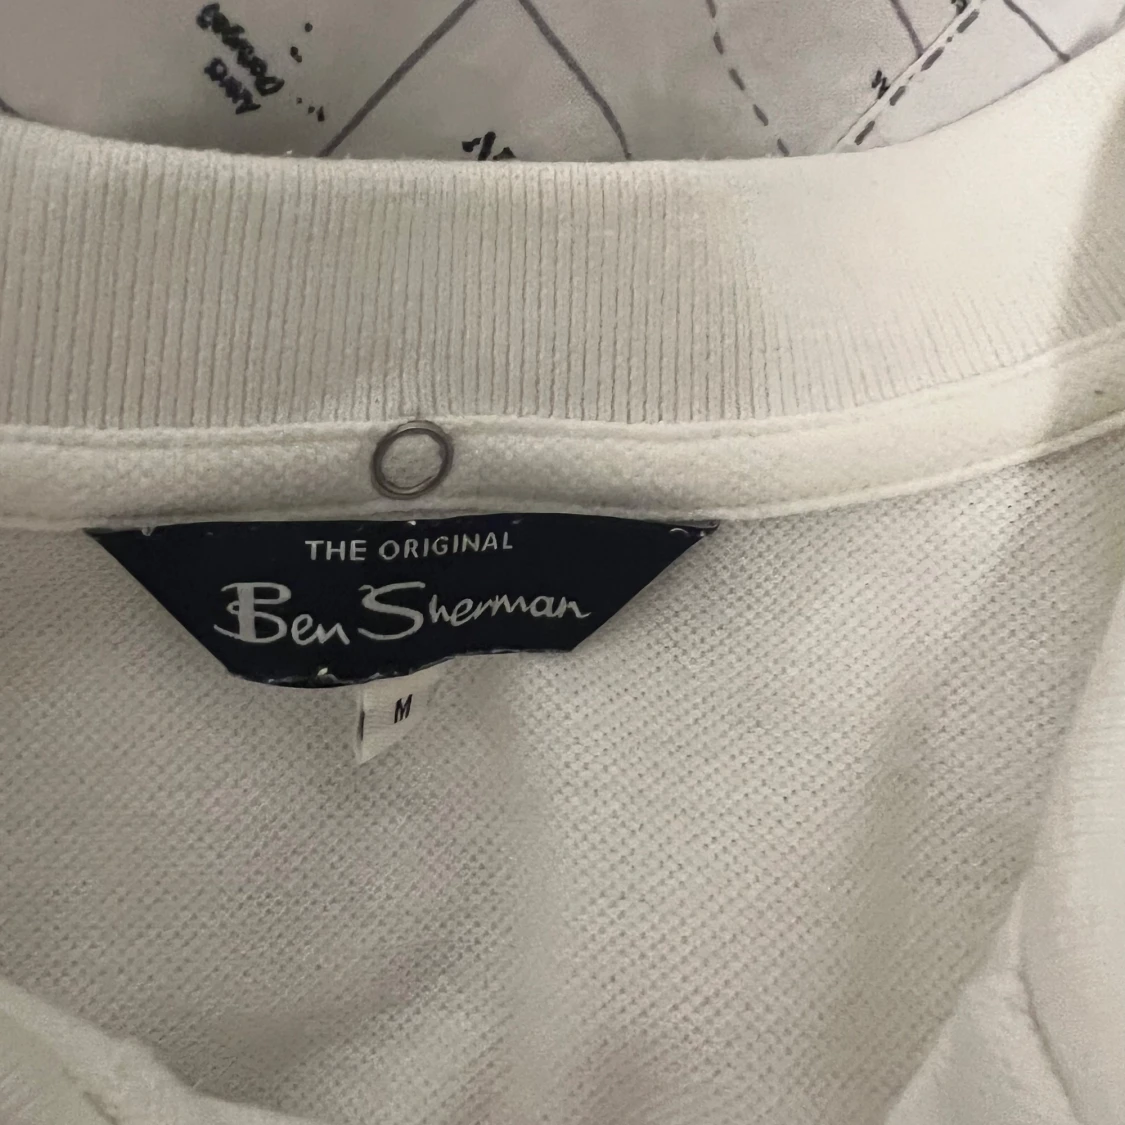 THE ORIGINAL
Ben Sherman
M